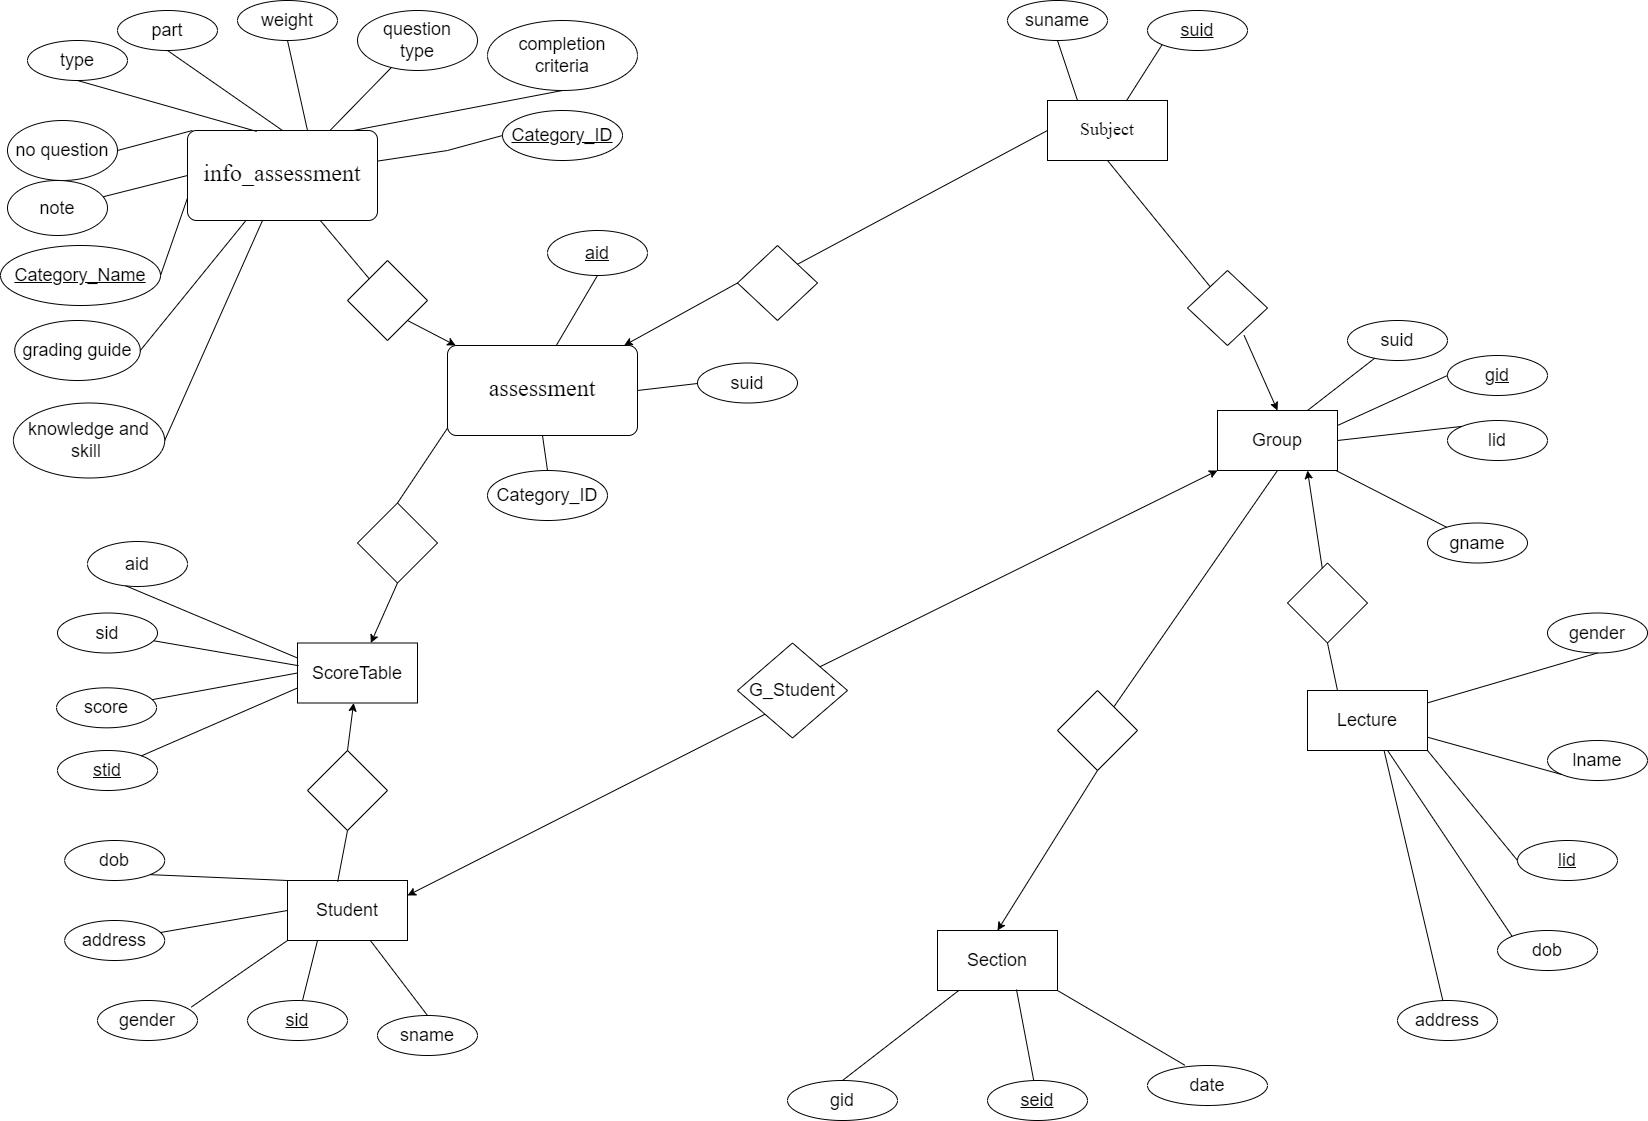 weight
suname
part
suid
question
type
completion
criteria
type
Subject
Category_ID
no question
info_assessment
note
aid
Category_Name
suid
grading guide
gid
suid
assessment
knowledge and
skill
Group
lid
Category_ID
gname
aid
sid
gender
ScoreTable
G_Student
score
Lecture
lname
stid
dob
lid
Student
address
dob
Section
gender
sid
sname
address
date
gid
seid